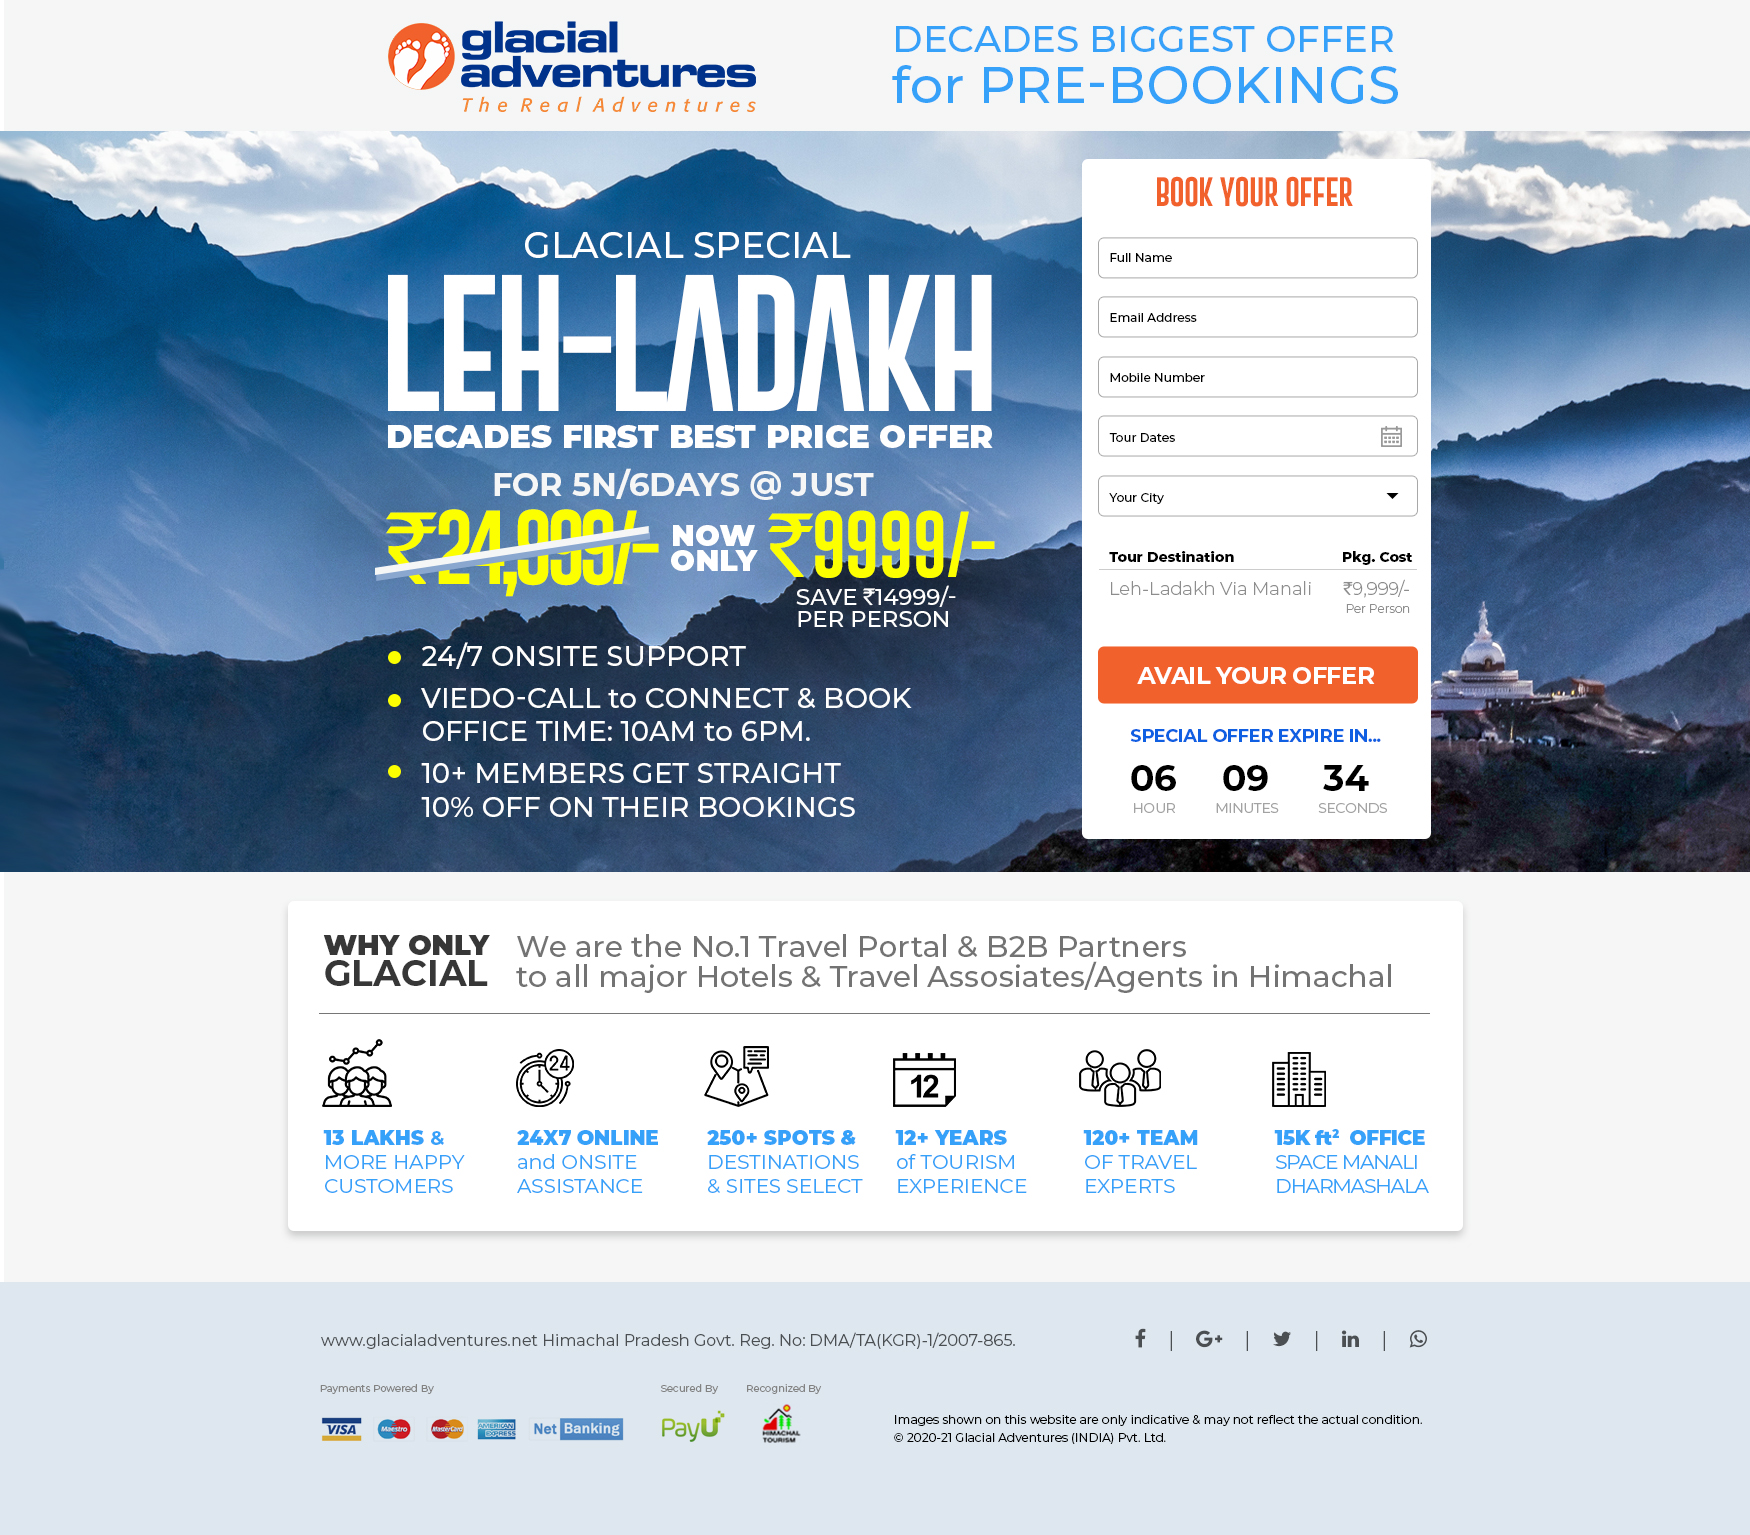 glacial
adventures
The Real Adventures
DECADES BIGGEST OFFER
for PRE-BOOKINGS
GLACIAL SPECIAL
LEH-LADAKH
DECADES FIRST BEST PRICE OFFER
FOR 5N/6DAYS @ JUST
₹24,999/- NOW ONLY ₹9999/-
SAVE ₹14999/-
PER PERSON
24/7 ONSITE SUPPORT
VIEDO-CALL to CONNECT & BOOK
OFFICE TIME: 10AM to 6PM.
10+ MEMBERS GET STRAIGHT
10% OFF ON THEIR BOOKINGS
BOOK YOUR OFFER
Full Name
Email Address
Mobile Number
Tour Dates
Your City
Tour Destination Pkg. Cost
Leh-Ladakh Via Manali ₹9,999/-
Per Person
AVAIL YOUR OFFER
SPECIAL OFFER EXPIRE IN...
06 09 34
HOUR MINUTES SECONDS
WHY ONLY
GLACIAL
We are the No.1 Travel Portal & B2B Partners
to all major Hotels & Travel Assosiates/Agents in Himachal
24
12
13 LAKHS &
MORE HAPPY
CUSTOMERS
24X7 ONLINE
and ONSITE
ASSISTANCE
250+ SPOTS &
DESTINATIONS
& SITES SELECT
12+ YEARS
of TOURISM
EXPERIENCE
120+ TEAM
OF TRAVEL
EXPERTS
15K ft² OFFICE
SPACE MANALI
DHARMASHALA
www.glacialadventures.net Himachal Pradesh Govt. Reg. No: DMA/TA(KGR)-1/2007-865.
f | G+ | | in |
Payments Powered By
VISA Maestro MasterCard AMERICAN EXPRESS Net Banking
Secured By
PayU
Recognized By
HIMACHAL
TOURISM
Images shown on this website are only indicative & may not reflect the actual condition.
© 2020-21 Glacial Adventures (INDIA) Pvt. Ltd.